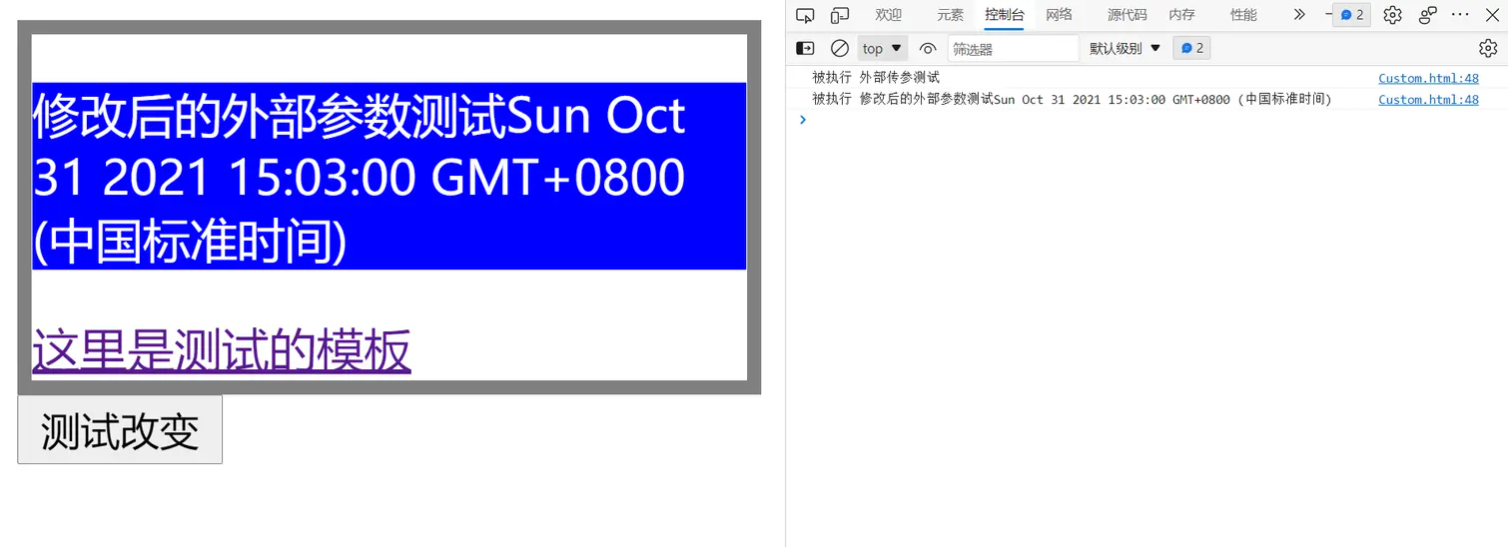 修改后的外部参数测试Sun Oct
31 2021 15:03:00 GMT+0800
(中国标准时间)
这里是测试的模板
测试改变
欢迎 元素 控制台 网络 源代码 内存 性能 2
top 筛选器 默认级别 2
被执行 外部传参测试 Custom.html:48
被执行 修改后的外部参数测试Sun Oct 31 2021 15:03:00 GMT+0800 (中国标准时间) Custom.html:48